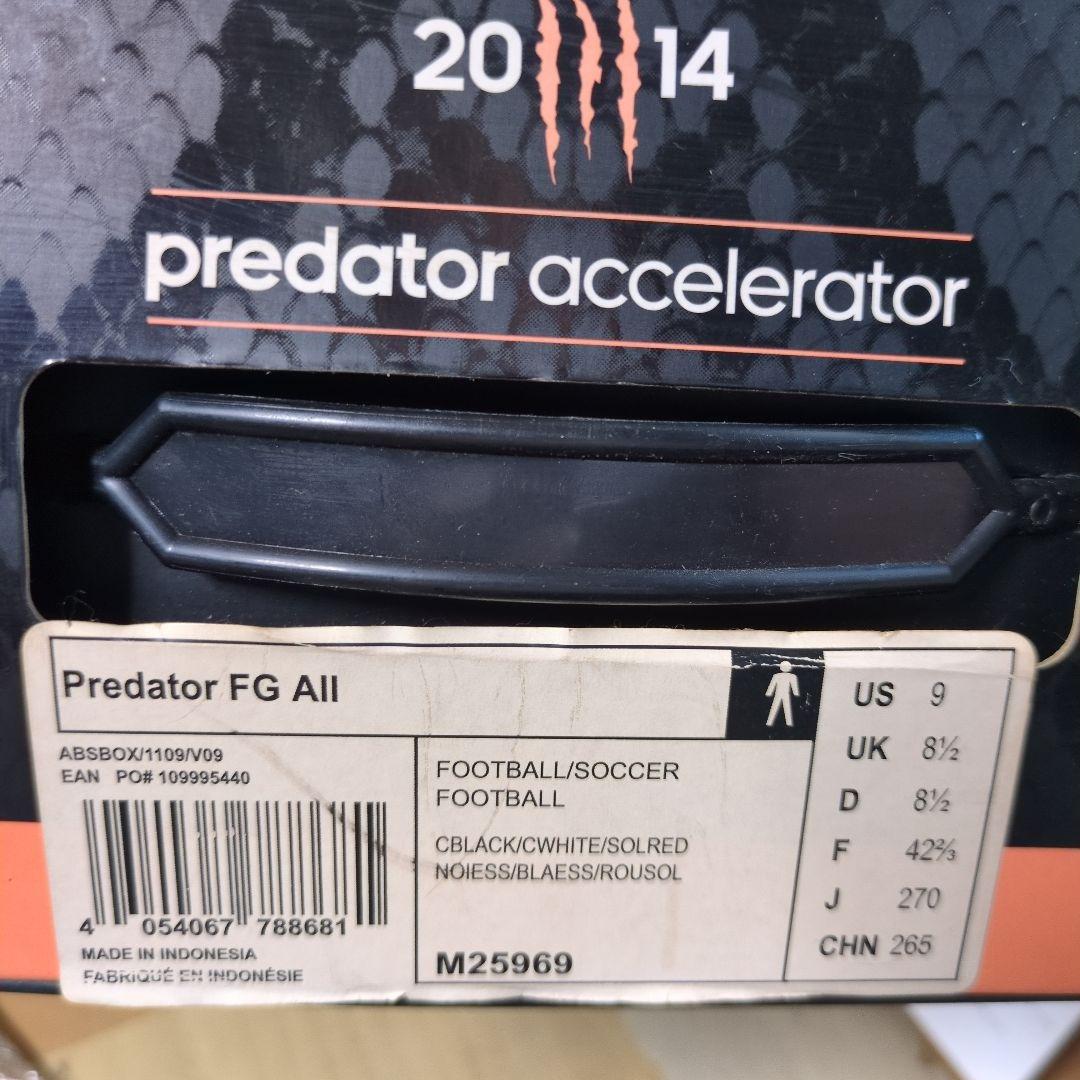 20 14
predator accelerator
Predator FG All
ABSBOX/1109/V09
EAN PO# 109995440
4 054067 788681
MADE IN INDONESIA
FABRIQUÉ EN INDONÉSIE
FOOTBALL/SOCCER
FOOTBALL
CBLACK/CWHITE/SOLRED
NOIESS/BLAESS/ROUSOL
M25969
US 9
UK 8½
D 8½
F 42⅔
J 270
CHN 265